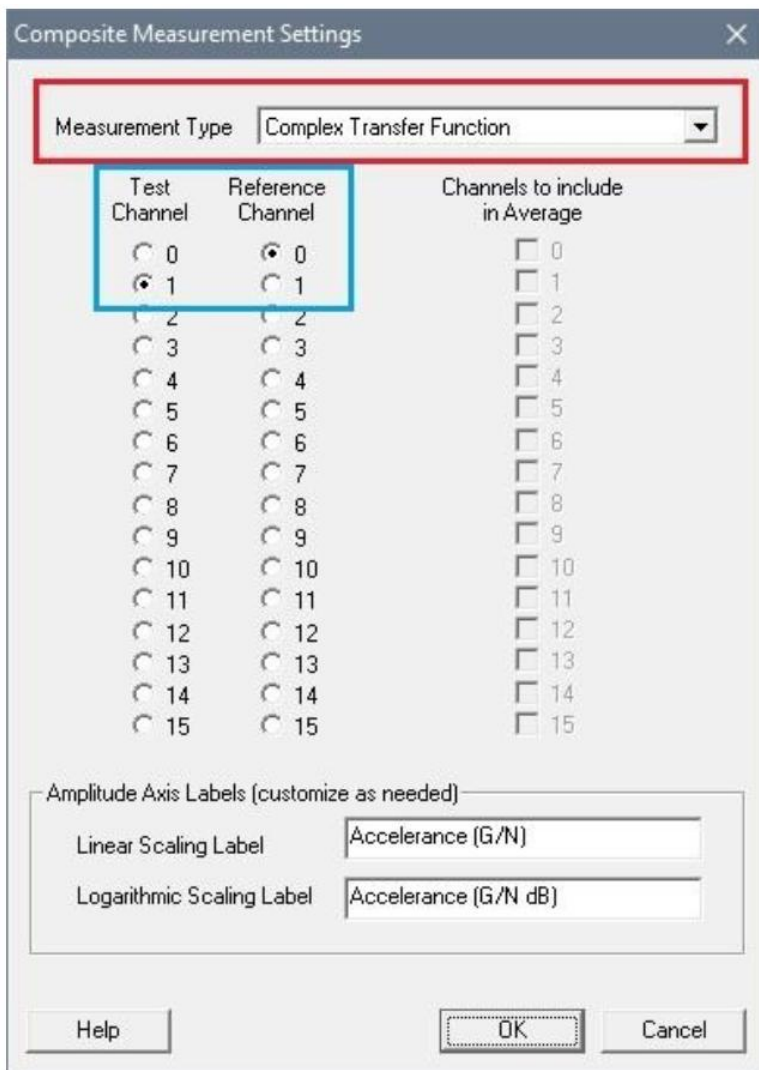 Composite Measurement Settings
Measurement Type Complex Transfer Function
Test Reference Channels to include
Channel Channel in Average
0 0 0
1 1 1
2 2 2
3 3 3
4 4 4
5 5 5
6 6 6
7 7 7
8 8 8
9 9 9
10 10 10
11 11 11
12 12 12
13 13 13
14 14 14
15 15 15
Amplitude Axis Labels (customize as needed)
Linear Scaling Label Accelerance (G/N)
Logarithmic Scaling Label Accelerance (G/N dB)
Help OK Cancel